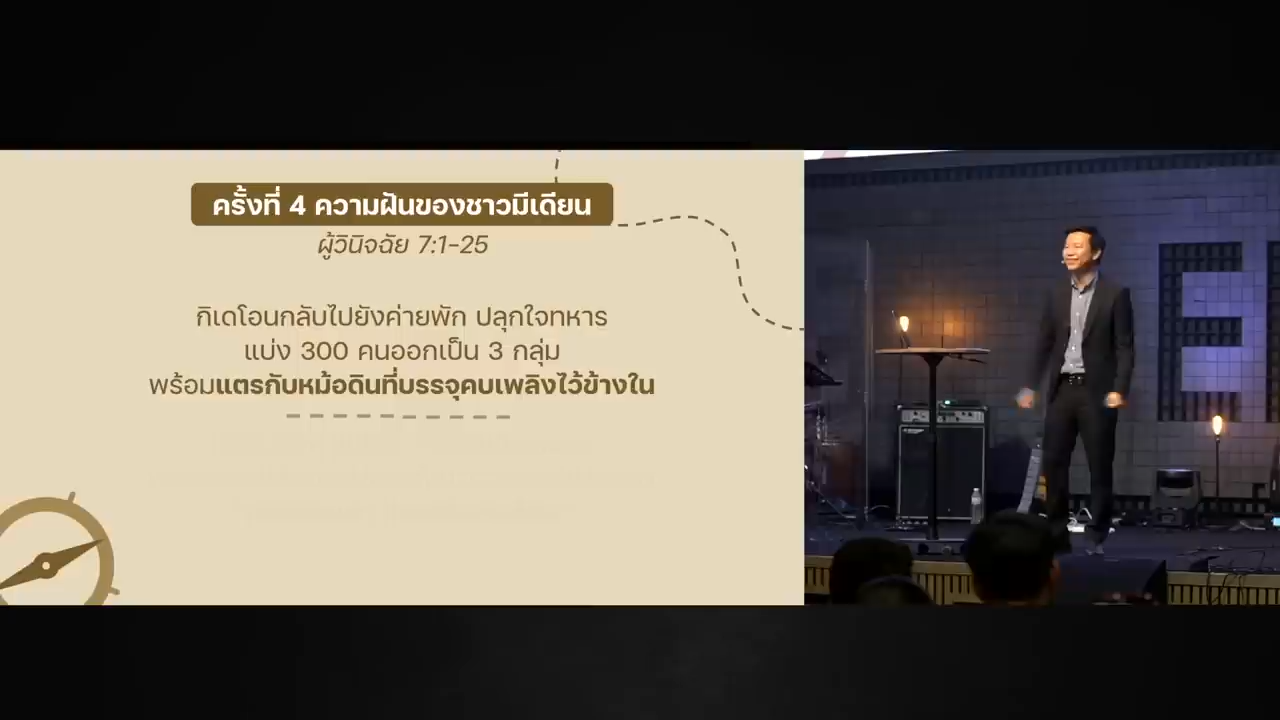 ครั้งที่ 4 ความฝันของชาวมีเดียน
ผู้วินิจฉัย 7:1-25
กิเดโอนกลับไปยังค่ายพัก ปลุกใจทหาร
แบ่ง 300 คนออกเป็น 3 กลุ่ม
พร้อมแตรกับหม้อดินที่บรรจุคบเพลิงไว้ข้างใน
E